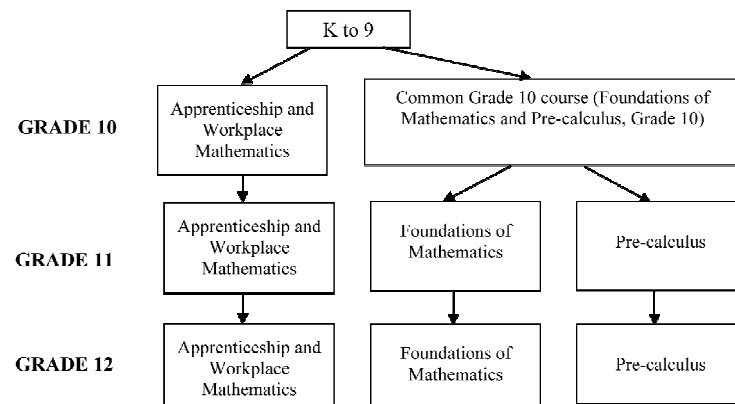 K to 9
GRADE 10
Apprenticeship and
Workplace
Mathematics
Common Grade 10 course (Foundations of
Mathematics and Pre-calculus, Grade 10)
GRADE 11
Apprenticeship and
Workplace
Mathematics
Foundations of
Mathematics
Pre-calculus
GRADE 12
Apprenticeship and
Workplace
Mathematics
Foundations of
Mathematics
Pre-calculus